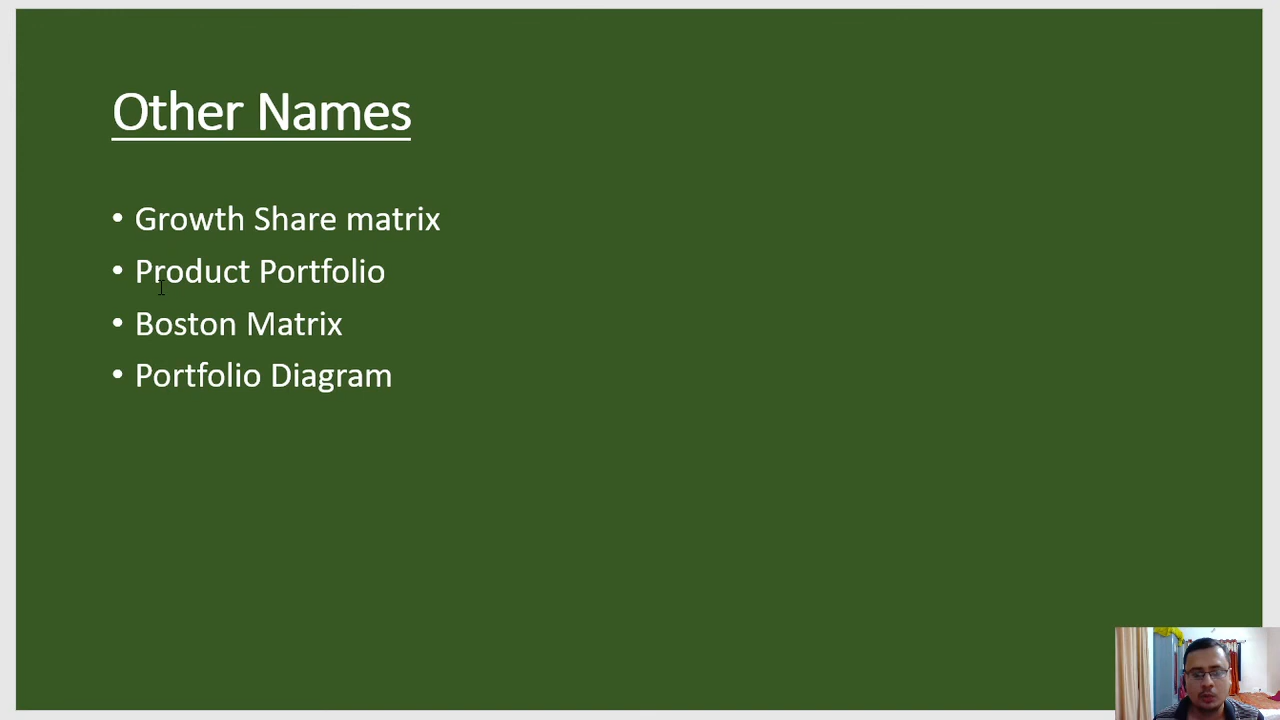 Other Names
• Growth Share matrix
• Product Portfolio
• Boston Matrix
• Portfolio Diagram